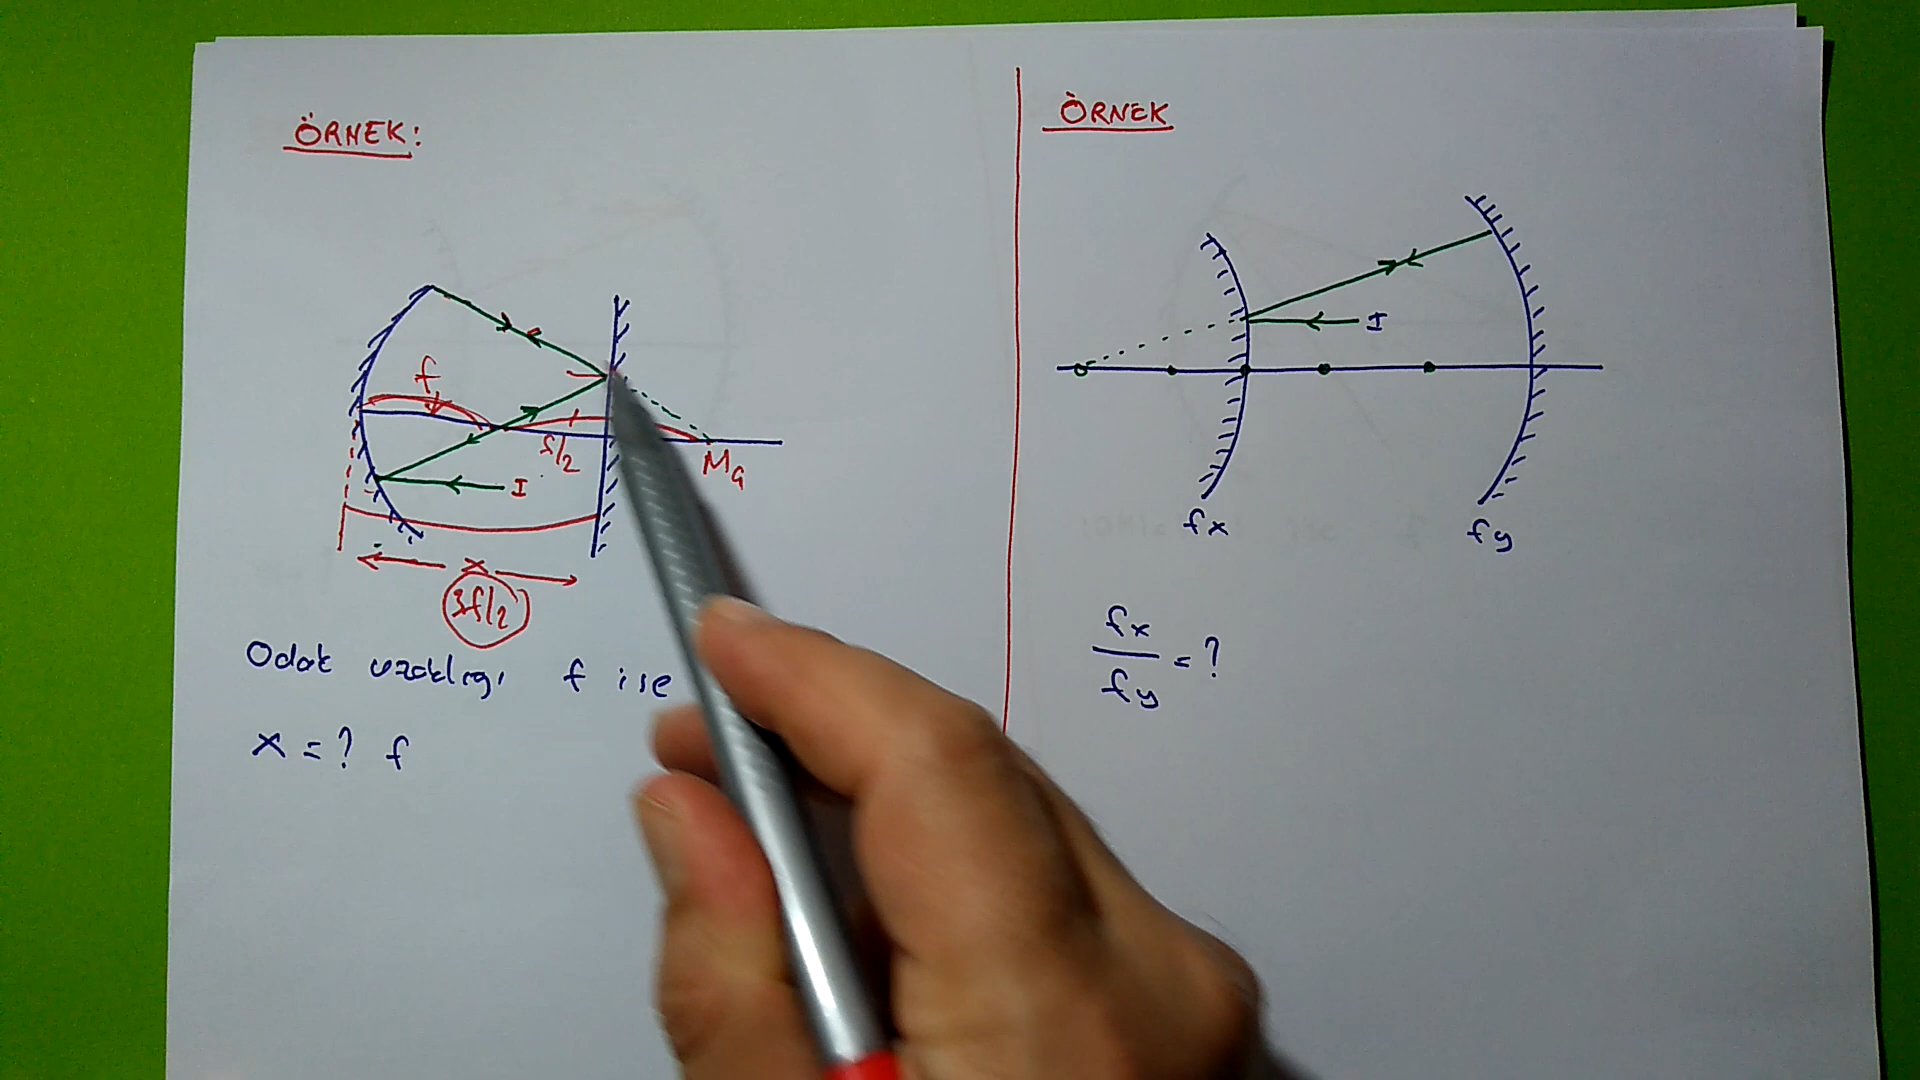 ÖRNEK:
f
f/2
MG
I
x
3f/2
Odak uzaklığı f ise
x = ? f
ÖRNEK
I
fx
fy
fx
— = ?
fy